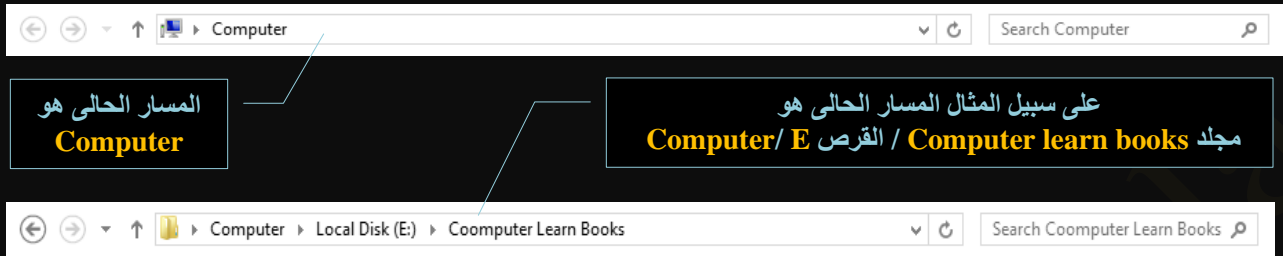 Computer
Search Computer
المسار الحالى هو
Computer
على سبيل المثال المسار الحالى هو
مجلد Computer learn books / القرص Computer/ E
Computer Local Disk (E:) Coomputer Learn Books
Search Coomputer Learn Books